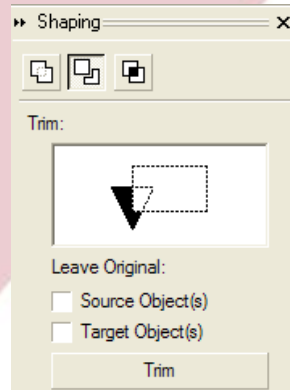 Shaping
Trim:
Leave Original:
Source Object(s)
Target Object(s)
Trim